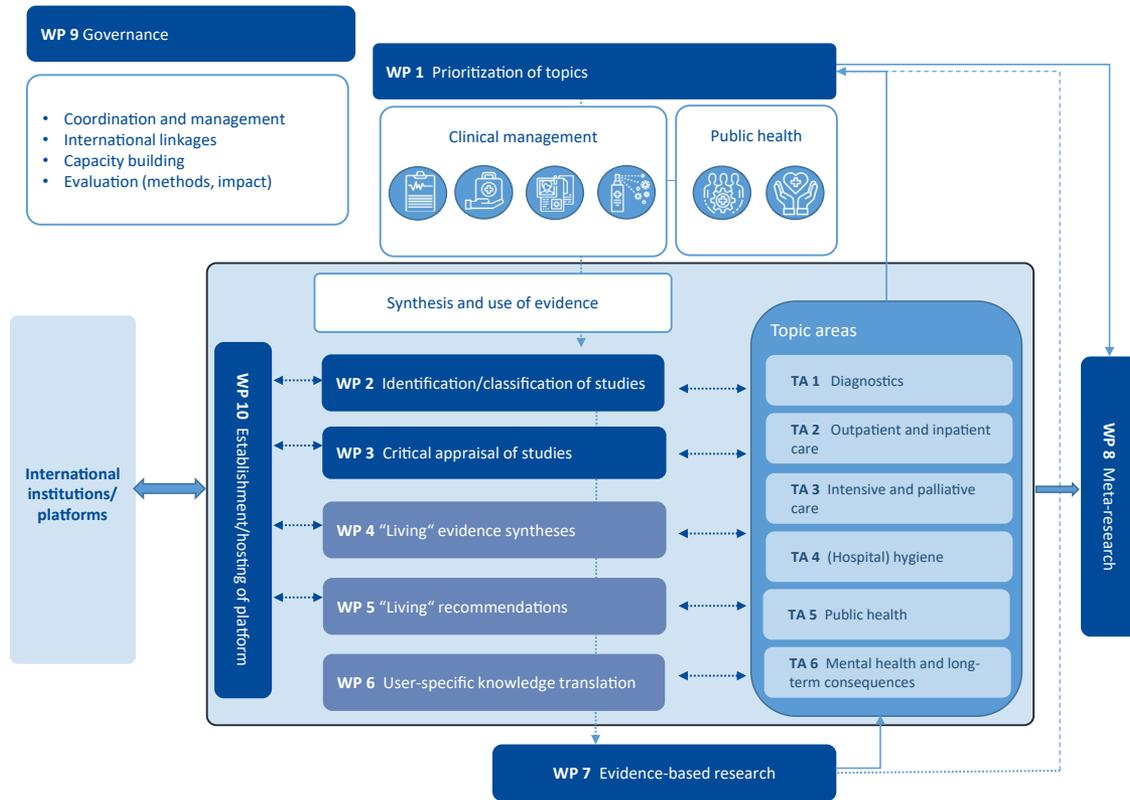 WP 9 Governance
• Coordination and management
• International linkages
• Capacity building
• Evaluation (methods, impact)
WP 1 Prioritization of topics
Clinical management
Public health
Synthesis and use of evidence
International
institutions/
platforms
WP 10 Establishment/hosting of platform
WP 2 Identification/classification of studies
WP 3 Critical appraisal of studies
WP 4 “Living“ evidence syntheses
WP 5 “Living“ recommendations
WP 6 User-specific knowledge translation
Topic areas
TA 1 Diagnostics
TA 2 Outpatient and inpatient
care
TA 3 Intensive and palliative
care
TA 4 (Hospital) hygiene
TA 5 Public health
TA 6 Mental health and long-
term consequences
WP 8 Meta-research
WP 7 Evidence-based research